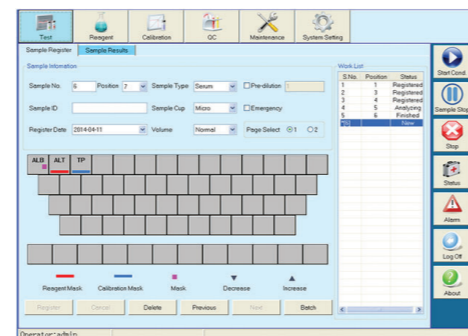 Test Reagent Calibration QC Maintenance System Setting
Sample Register Sample Results
Sample Infomation
Work List
Sample No. 6 Position 7 Sample Type Serum Pre-dilution 1
Sample ID Sample Cup Micro Emergency
Register Date 2014-04-11 Volume Normal Page Select 1 2
S.No. Position Status
1 1 Registered
2 3 Registered
3 4 Registered
4 5 Analyzing
5 6 Finished
New
ALB ALT TP
Reagent Mask Calibration Mask Mask Decrease Increase
Register Cancel Delete Previous Next Batch
Start Cond.
Sample Stop
Stop
Status
Alarm
Log Off
About
Operator:admin